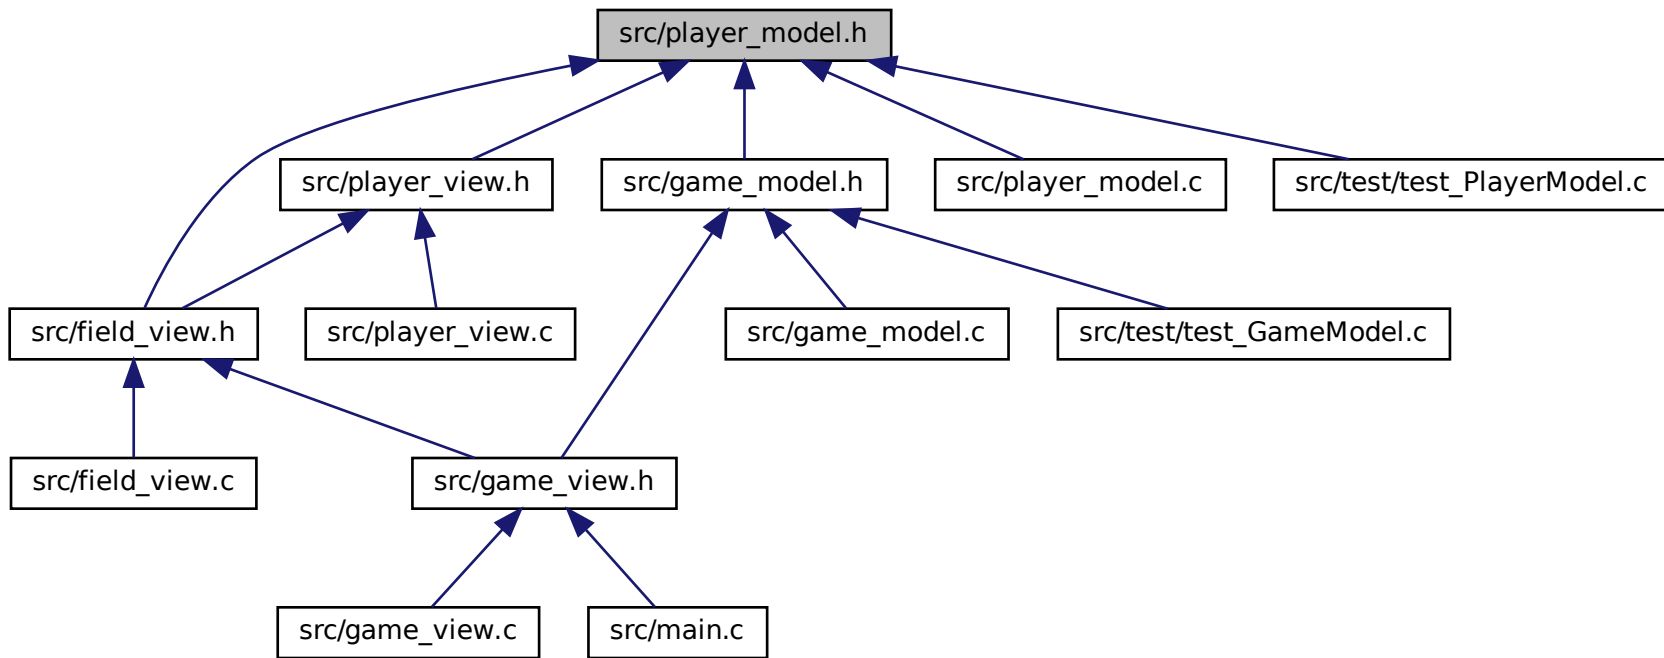 src/player_model.h
src/player_view.h
src/game_model.h
src/player_model.c
src/test/test_PlayerModel.c
src/field_view.h
src/player_view.c
src/game_model.c
src/test/test_GameModel.c
src/field_view.c
src/game_view.h
src/game_view.c
src/main.c